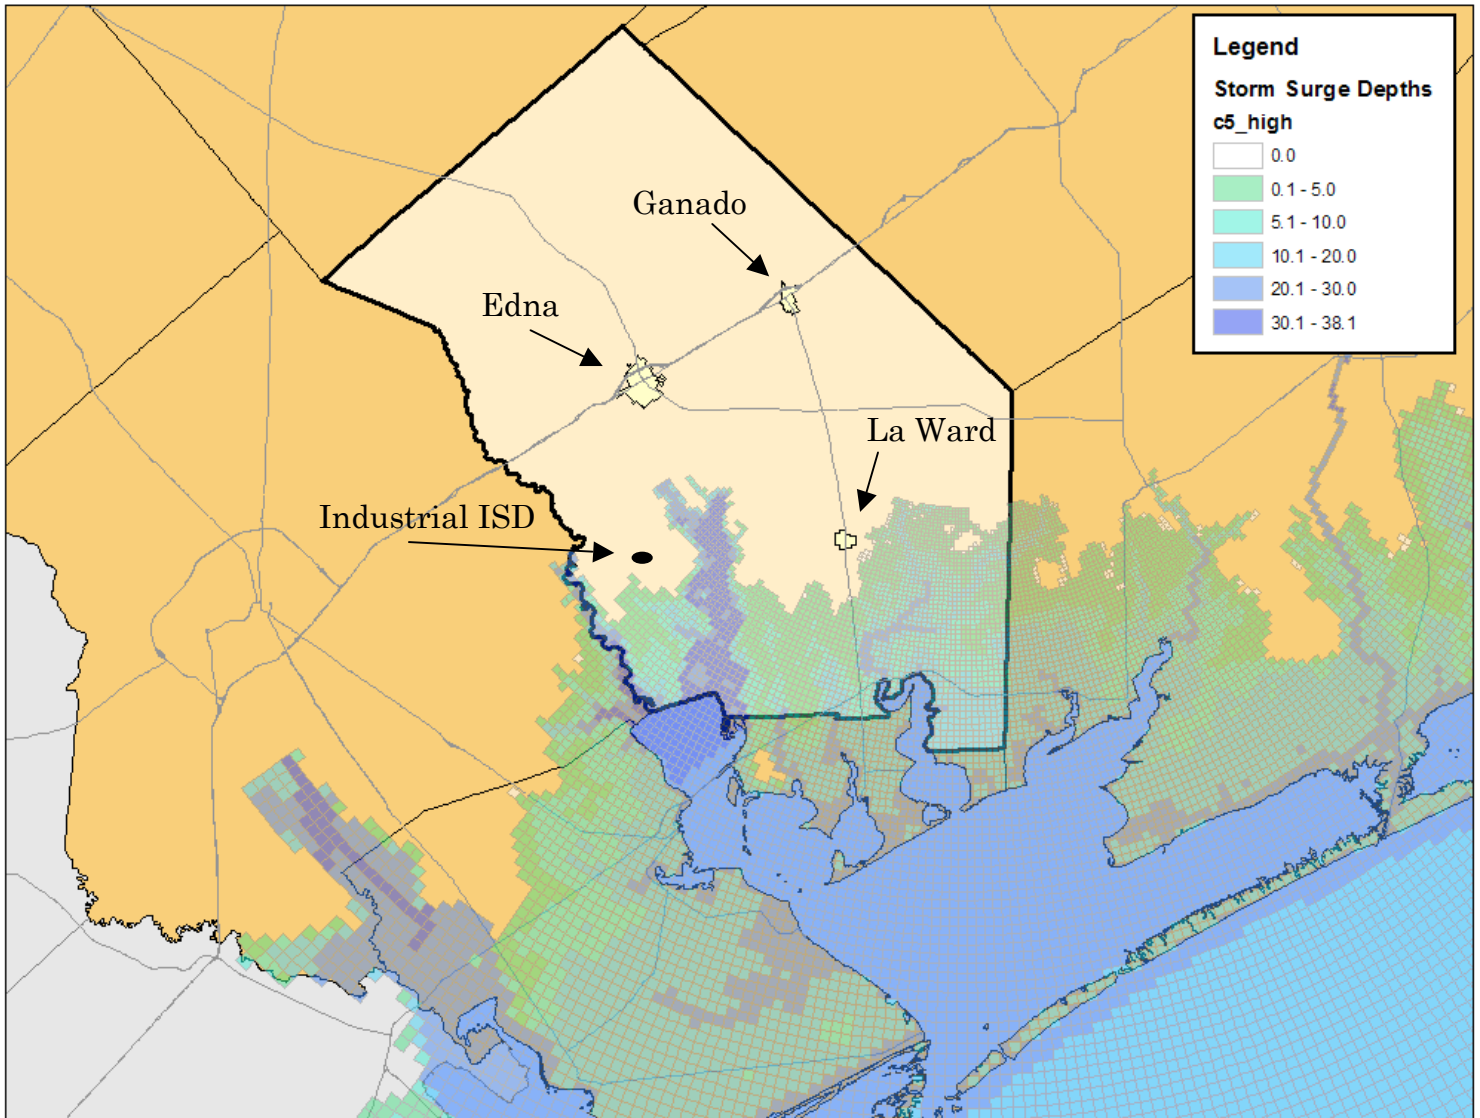 Legend
Storm Surge Depths
c5_high
0.0
0.1 - 5.0
5.1 - 10.0
10.1 - 20.0
20.1 - 30.0
30.1 - 38.1
Ganado
Edna
La Ward
Industrial ISD